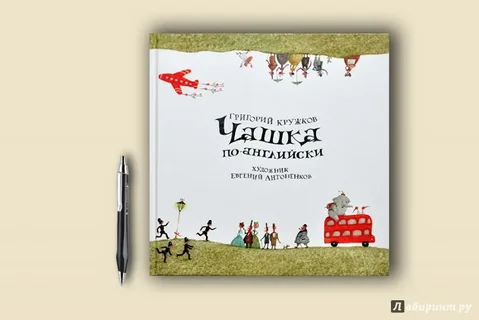 ГРИГОРИЙ КРУЖКОВ
ЧАШКА
ПО-АНГЛИЙСКИ
ХУДОЖНИК
ЕВГЕНИЙ АНТОНЕНКОВ
Лабиринт.ру